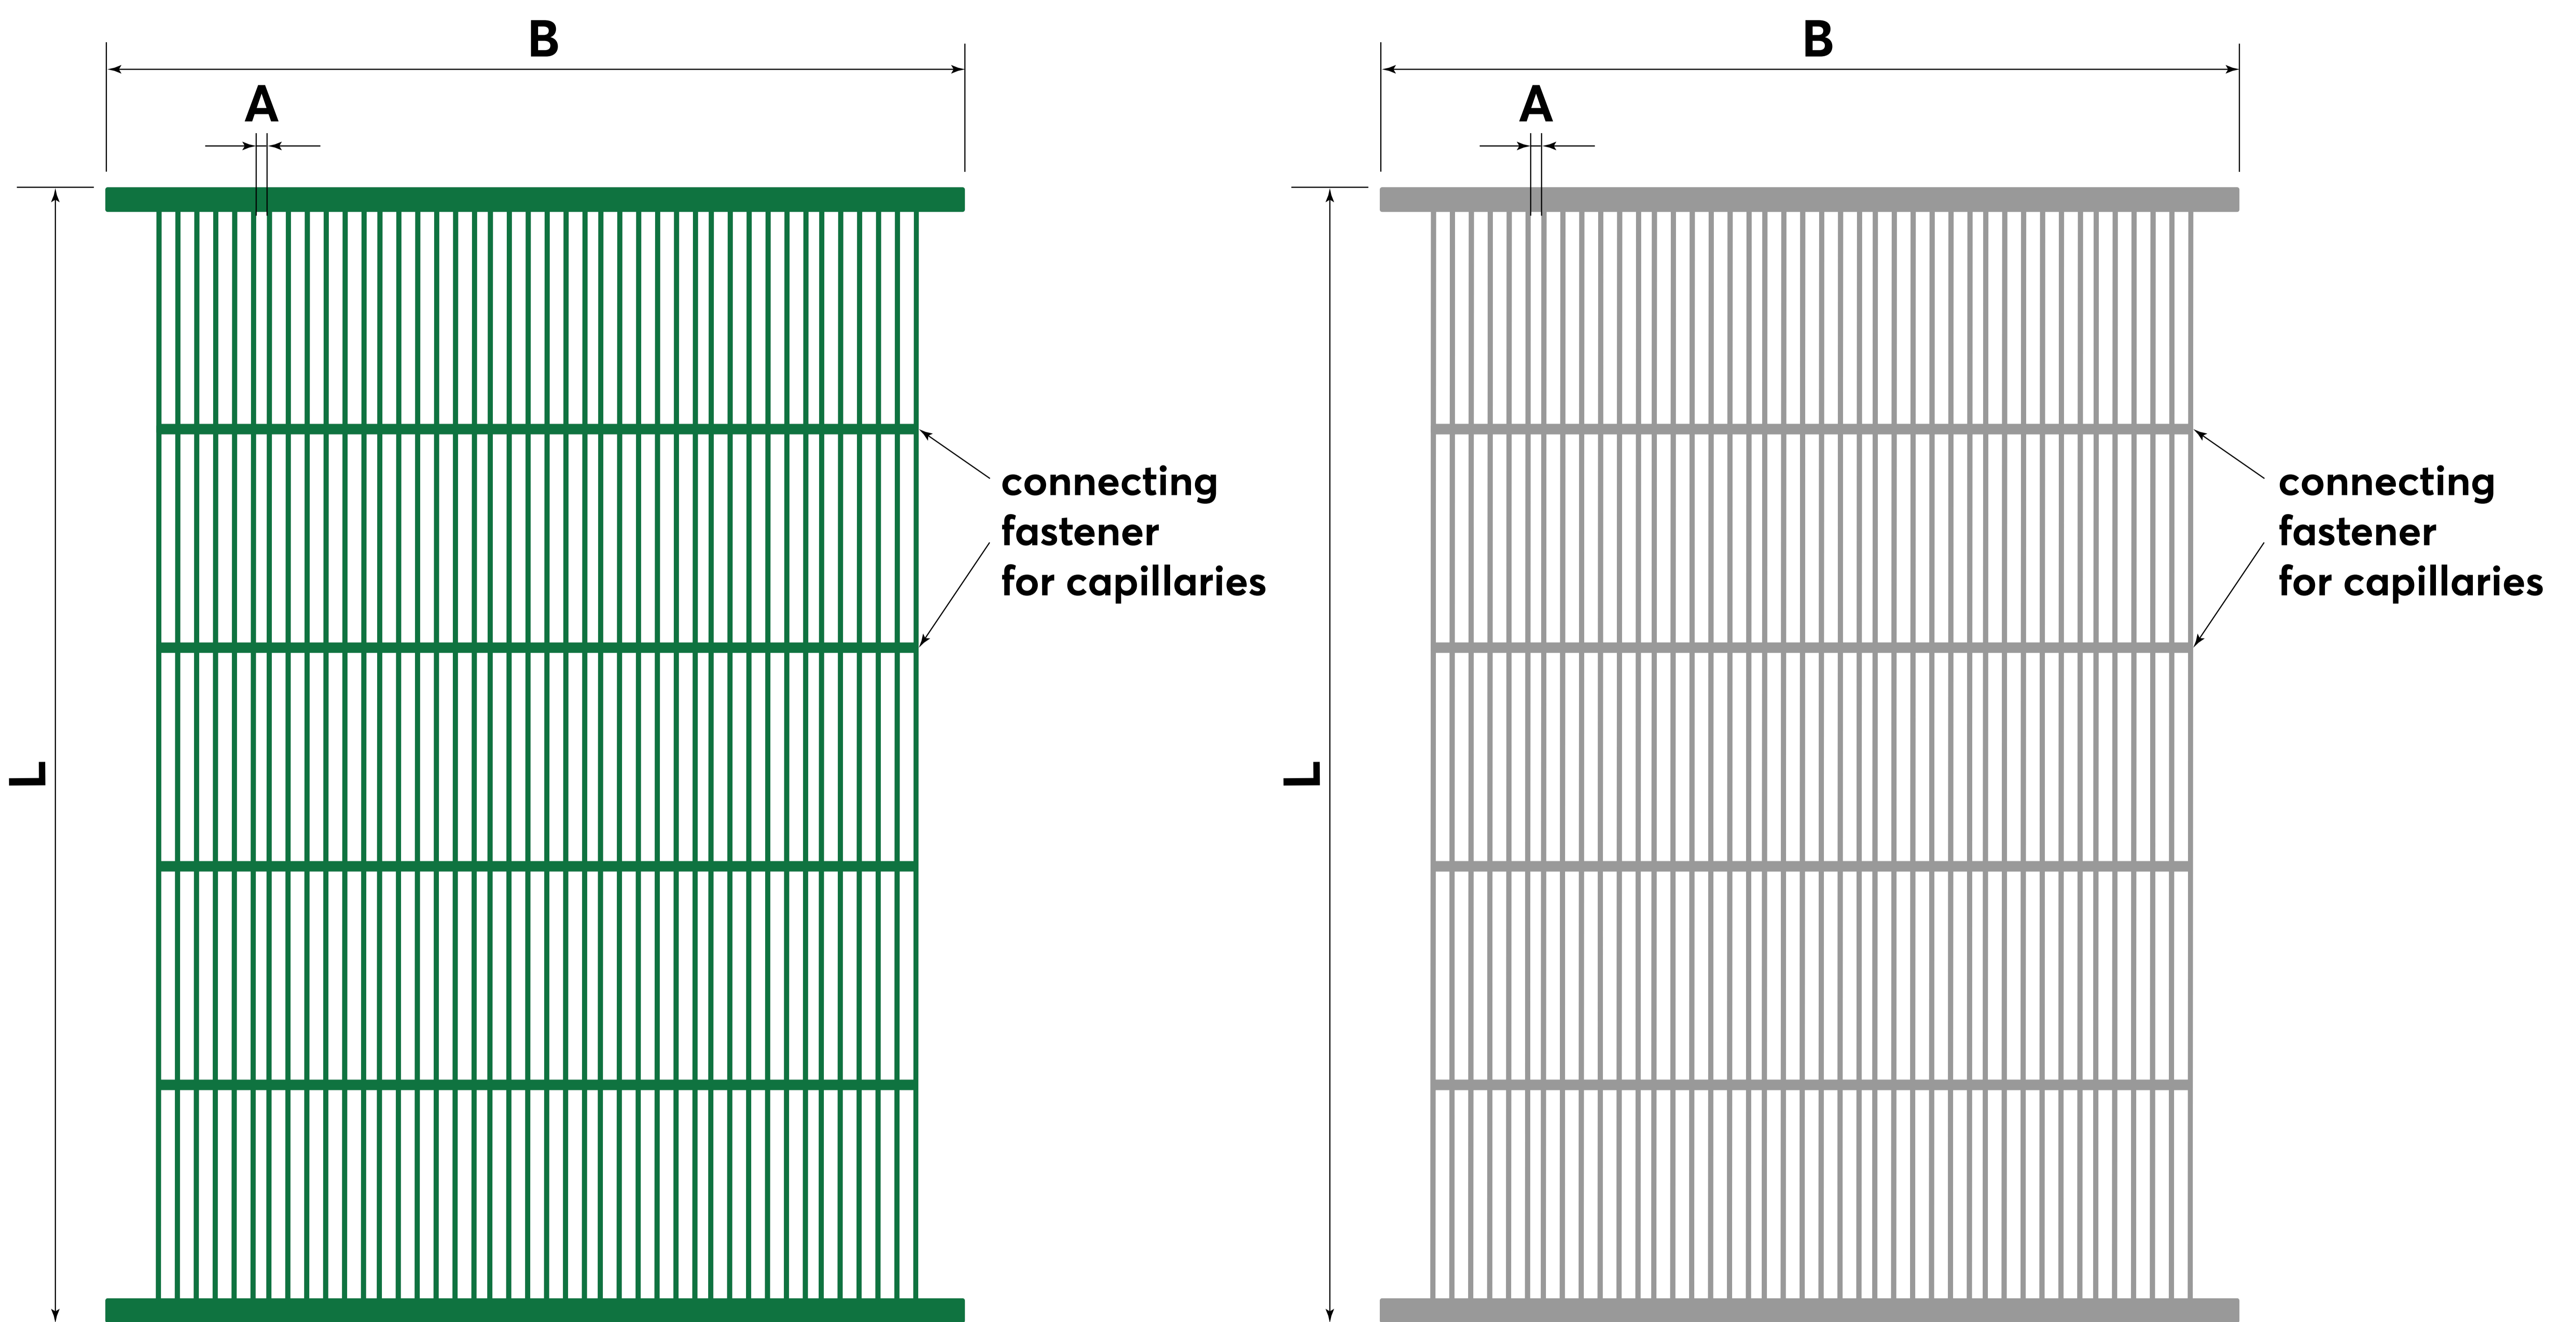 B
A
L
connecting
fastener
for capillaries
B
A
L
connecting
fastener
for capillaries